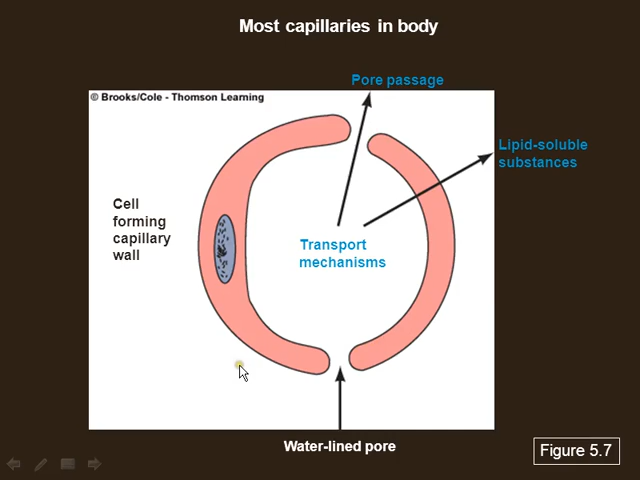 Most capillaries in body
Pore passage
© Brooks/Cole - Thomson Learning
Lipid-soluble
substances
Cell
forming
capillary
wall
Transport
mechanisms
Water-lined pore
Figure 5.7